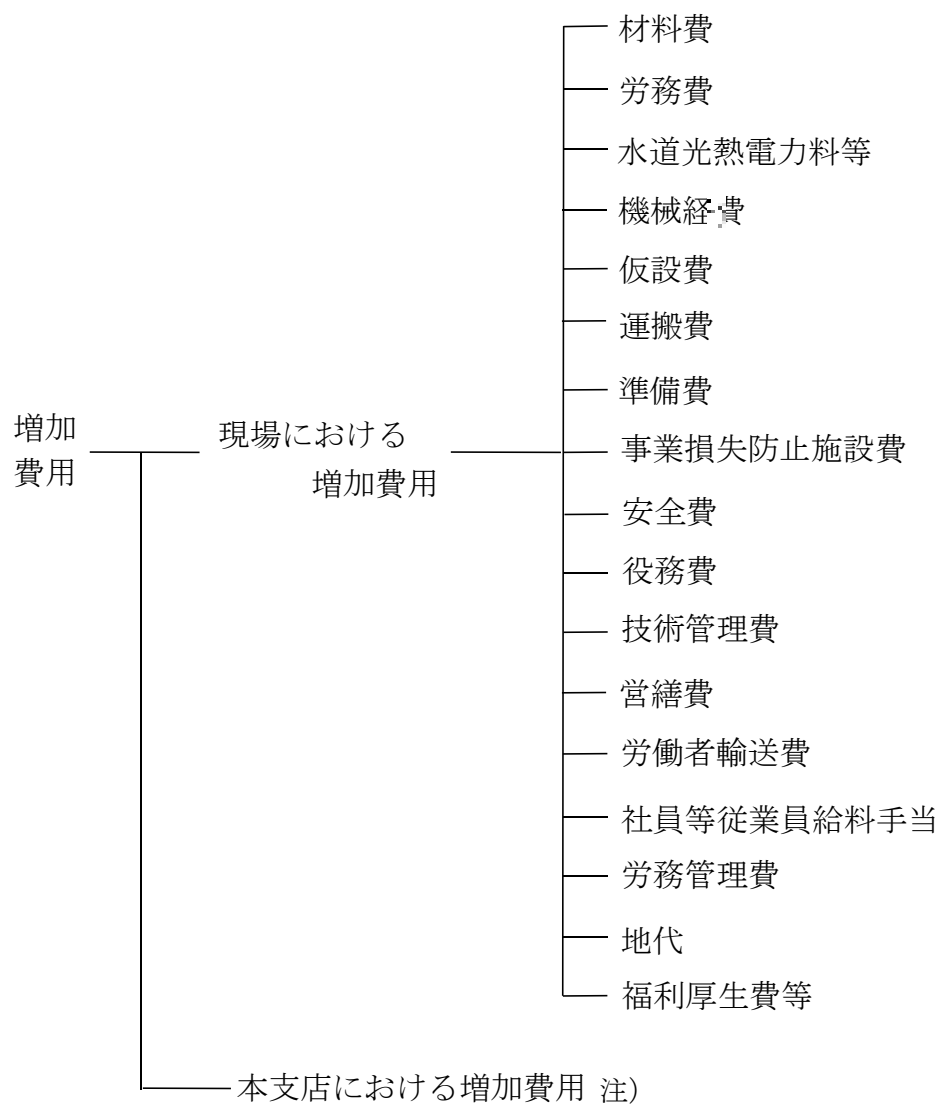 材料費
労務費
水道光熱電力料等
機械経費
仮設費
運搬費
準備費
増加
費用
現場における
増加費用
事業損失防止施設費
安全費
役務費
技術管理費
営繕費
労働者輸送費
社員等従業員給料手当
労務管理費
地代
福利厚生費等
本支店における増加費用 注)